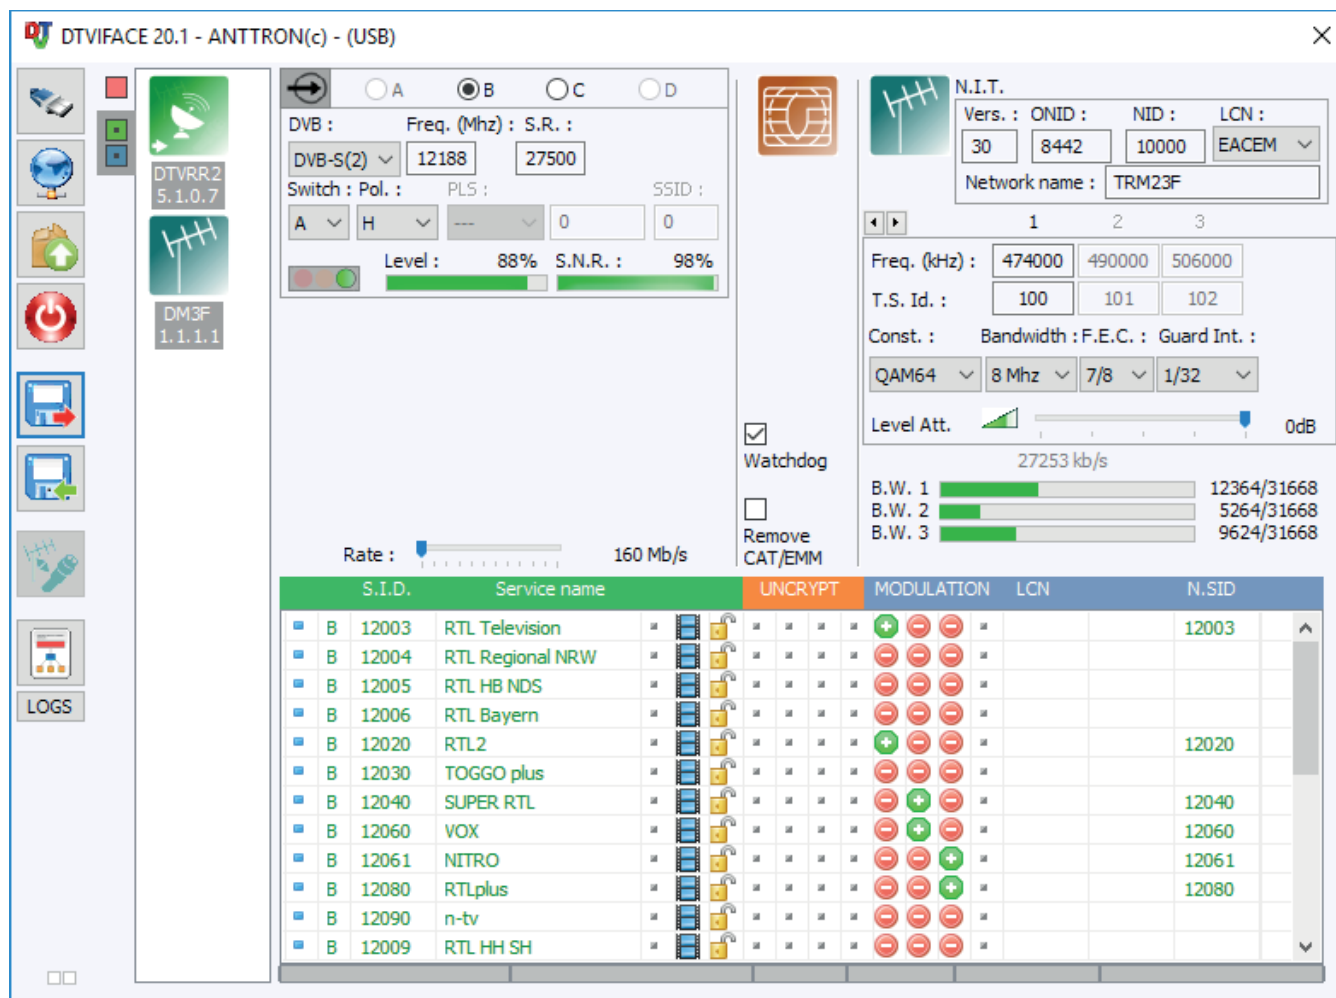 DTVIFACE 20.1 - ANTTRON(c) - (USB)
DTVRR2
5.1.0.7
DM3F
1.1.1.1
LOGS
A B C D
DVB : Freq. (Mhz) : S.R. :
DVB-S(2) 12188 27500
Switch : Pol. : PLS : SSID :
A H --- 0 0
Level : 88% S.N.R. : 98%
Rate : 160 Mb/s
Watchdog
Remove
CAT/EMM
N.I.T.
Vers. : ONID : NID : LCN :
30 8442 10000 EACEM
Network name : TRM23F
1 2 3
Freq. (kHz) : 474000 490000 506000
T.S. Id. : 100 101 102
Const. : Bandwidth : F.E.C. : Guard Int. :
QAM64 8 Mhz 7/8 1/32
Level Att. 0dB
27253 kb/s
B.W. 1 12364/31668
B.W. 2 5264/31668
B.W. 3 9624/31668
S.I.D. Service name UNCRYPT MODULATION LCN N.SID
B 12003 RTL Television 12003
B 12004 RTL Regional NRW
B 12005 RTL HB NDS
B 12006 RTL Bayern
B 12020 RTL2 12020
B 12030 TOGGO plus
B 12040 SUPER RTL 12040
B 12060 VOX 12060
B 12061 NITRO 12061
B 12080 RTLplus 12080
B 12090 n-tv
B 12009 RTL HH SH